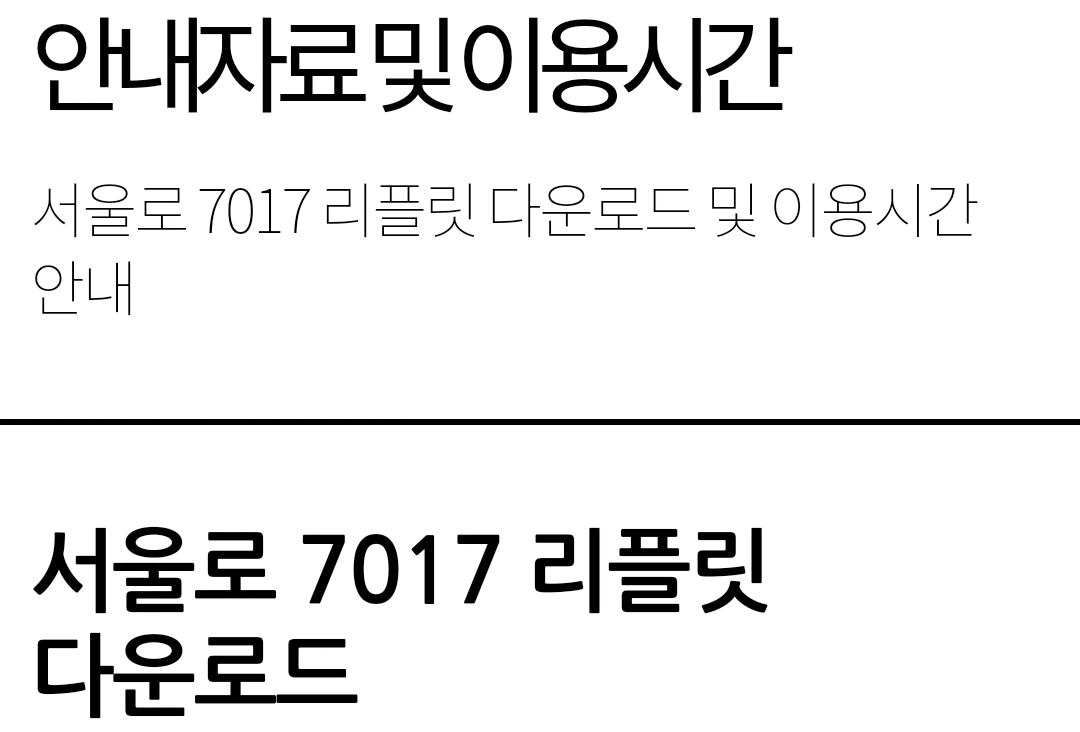 안내자료 및 이용시간
서울로 7017 리플릿 다운로드 및 이용시간
안내
서울로 7017 리플릿
다운로드